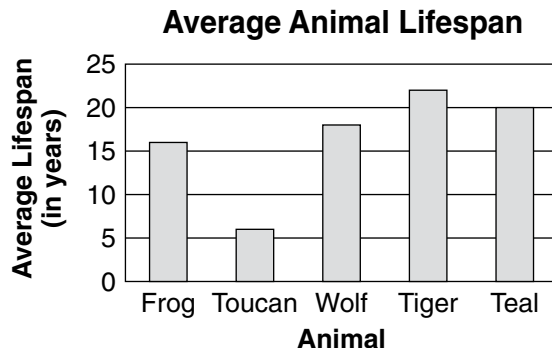 Average Animal Lifespan
Average Lifespan
(in years)
25
20
15
10
5
0
Frog Toucan Wolf Tiger Teal
Animal